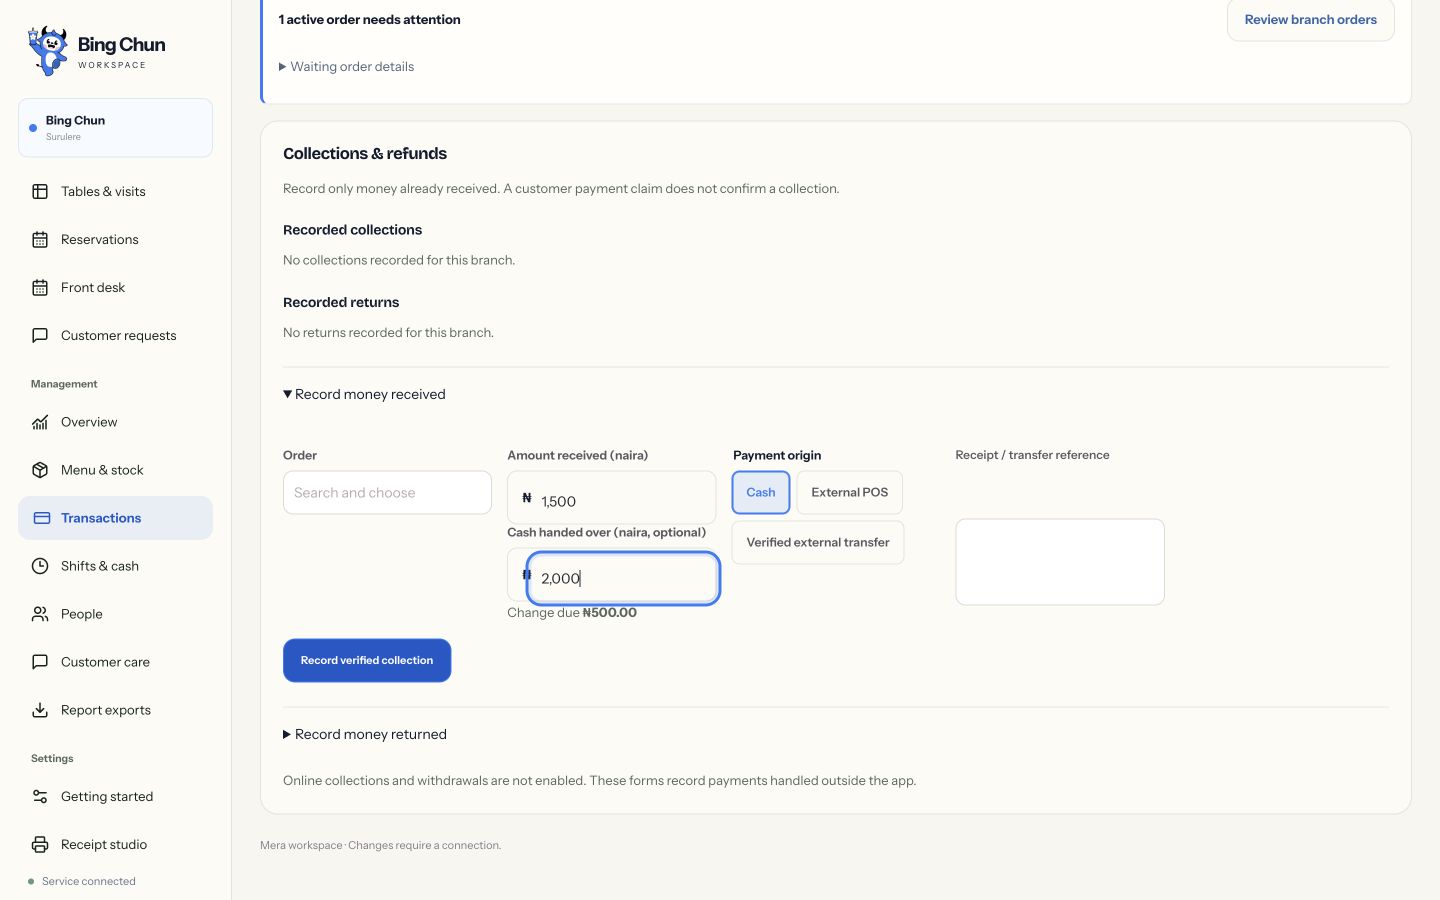 Bing Chun
WORKSPACE
Bing Chun
Surulere
Tables & visits
Reservations
Front desk
Customer requests
Management
Overview
Menu & stock
Transactions
Shifts & cash
People
Customer care
Report exports
Settings
Getting started
Receipt studio
Service connected
1 active order needs attention
Review branch orders
Waiting order details
Collections & refunds
Record only money already received. A customer payment claim does not confirm a collection.
Recorded collections
No collections recorded for this branch.
Recorded returns
No returns recorded for this branch.
Record money received
Order
Search and choose
Amount received (naira)
₦ 1,500
Cash handed over (naira, optional)
₦ 2,000
Change due ₦500.00
Payment origin
Cash
External POS
Verified external transfer
Receipt / transfer reference
Record verified collection
Record money returned
Online collections and withdrawals are not enabled. These forms record payments handled outside the app.
Mera workspace · Changes require a connection.